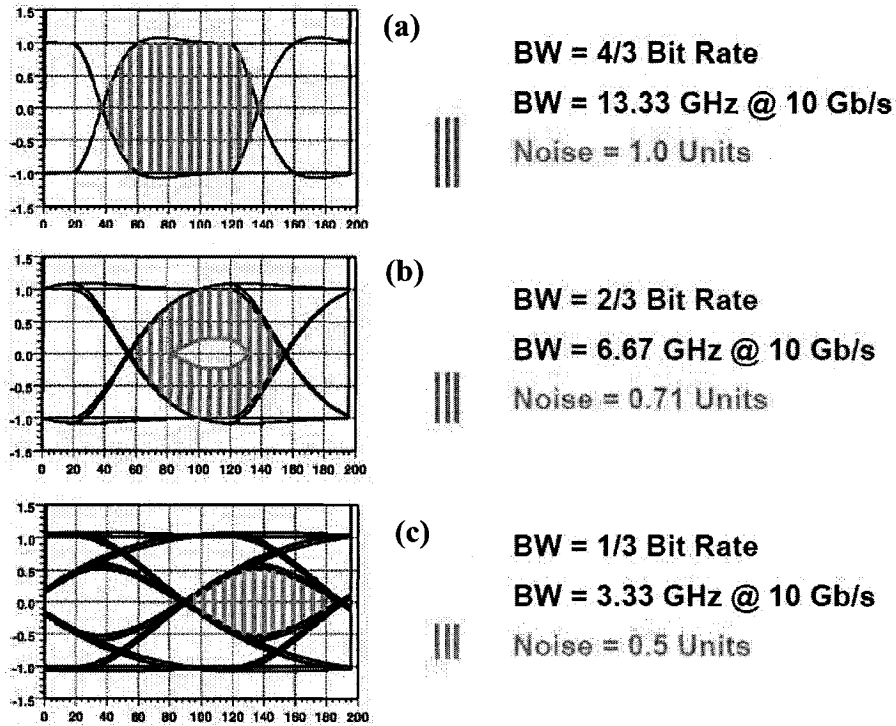 (a)
1.5
1.0
0.5
0.0
-0.5
-1.0
-1.5
0 20 40 60 80 100 120 140 160 180 200
BW = 4/3 Bit Rate
BW = 13.33 GHz @ 10 Gb/s
Noise = 1.0 Units
(b)
1.5
1.0
0.5
0.0
-0.5
-1.0
-1.5
0 20 40 60 80 100 120 140 160 180 200
BW = 2/3 Bit Rate
BW = 6.67 GHz @ 10 Gb/s
Noise = 0.71 Units
(c)
1.5
1.0
0.5
0.0
-0.5
-1.0
-1.5
0 20 40 60 80 100 120 140 160 180 200
BW = 1/3 Bit Rate
BW = 3.33 GHz @ 10 Gb/s
Noise = 0.5 Units